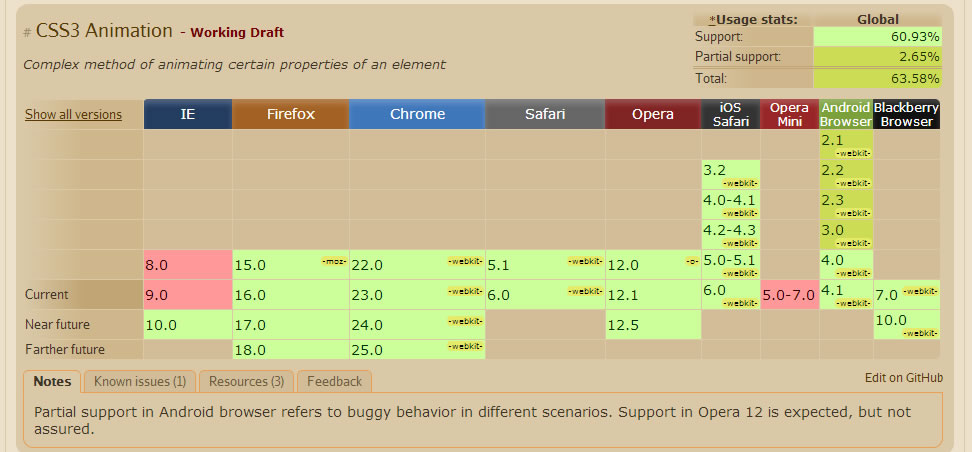 # CSS3 Animation - Working Draft
*Usage stats: Global
Support: 60.93%
Partial support: 2.65%
Total: 63.58%
Complex method of animating certain properties of an element
Show all versions IE Firefox Chrome Safari Opera iOS Safari Opera Mini Android Browser Blackberry Browser
2.1 -webkit-
3.2 -webkit- 2.2 -webkit-
4.0-4.1 -webkit- 2.3 -webkit-
4.2-4.3 -webkit- 3.0 -webkit-
8.0 15.0 -moz- 22.0 -webkit- 5.1 -webkit- 12.0 -o- 5.0-5.1 -webkit- 4.0 -webkit-
Current 9.0 16.0 23.0 -webkit- 6.0 -webkit- 12.1 6.0 -webkit- 5.0-7.0 4.1 -webkit- 7.0 -webkit-
Near future 10.0 17.0 24.0 -webkit- 12.5 10.0 -webkit-
Farther future 18.0 25.0 -webkit-
Notes Known issues (1) Resources (3) Feedback Edit on GitHub
Partial support in Android browser refers to buggy behavior in different scenarios. Support in Opera 12 is expected, but not
assured.